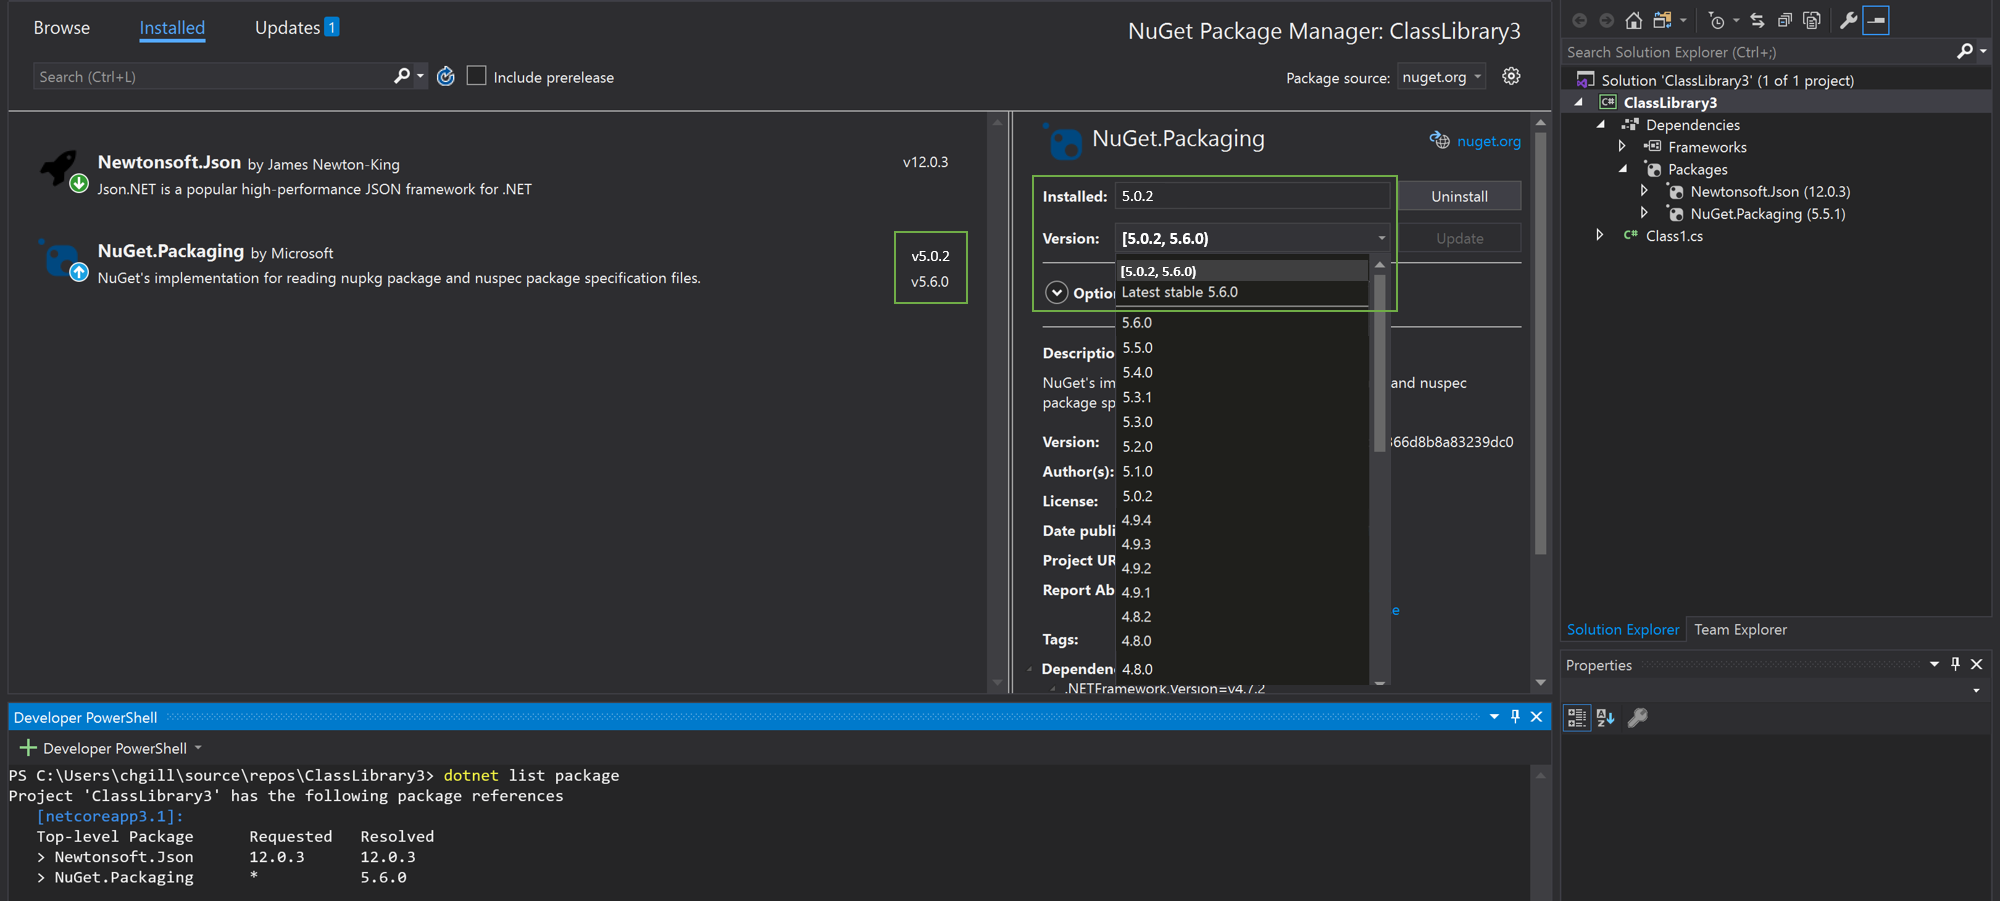 Browse
Installed
Updates 1
NuGet Package Manager: ClassLibrary3
Search (Ctrl+L)
Include prerelease
Package source: nuget.org
Newtonsoft.Json by James Newton-King
v12.0.3
Json.NET is a popular high-performance JSON framework for .NET
NuGet.Packaging by Microsoft
v5.0.2
NuGet's implementation for reading nupkg package and nuspec package specification files.
v5.6.0
NuGet.Packaging
nuget.org
Installed: 5.0.2
Uninstall
Version: [5.0.2, 5.6.0)
Update
[5.0.2, 5.6.0)
Latest stable 5.6.0
Optio
5.6.0
5.5.0
5.4.0
5.3.1
5.3.0
5.2.0
5.1.0
5.0.2
4.9.4
4.9.3
4.9.2
4.9.1
4.8.2
4.8.0
4.8.0
Descriptio
NuGet's im and nuspec
package sp
Version: 366d8b8a83239dc0
Author(s):
License:
Date publi
Project UR
Report Ab
e
Tags:
Dependen
.NETFramework,Version=v4.7.2
Search Solution Explorer (Ctrl+;)
Solution 'ClassLibrary3' (1 of 1 project)
C# ClassLibrary3
Dependencies
Frameworks
Packages
Newtonsoft.Json (12.0.3)
NuGet.Packaging (5.5.1)
C# Class1.cs
Solution Explorer
Team Explorer
Properties
Developer PowerShell
Developer PowerShell
PS C:\Users\chgill\source\repos\ClassLibrary3> dotnet list package
Project 'ClassLibrary3' has the following package references
[netcoreapp3.1]:
Top-level Package Requested Resolved
> Newtonsoft.Json 12.0.3 12.0.3
> NuGet.Packaging * 5.6.0